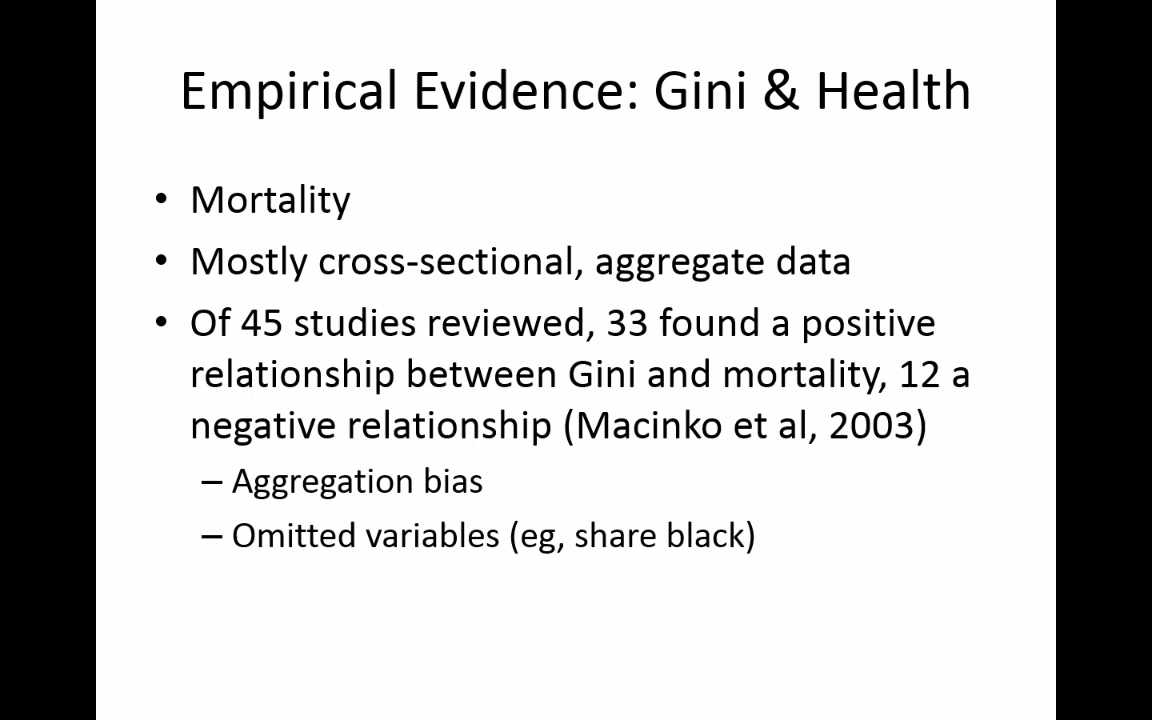 Empirical Evidence: Gini & Health
• Mortality
• Mostly cross-sectional, aggregate data
• Of 45 studies reviewed, 33 found a positive
relationship between Gini and mortality, 12 a
negative relationship (Macinko et al, 2003)
– Aggregation bias
– Omitted variables (eg, share black)